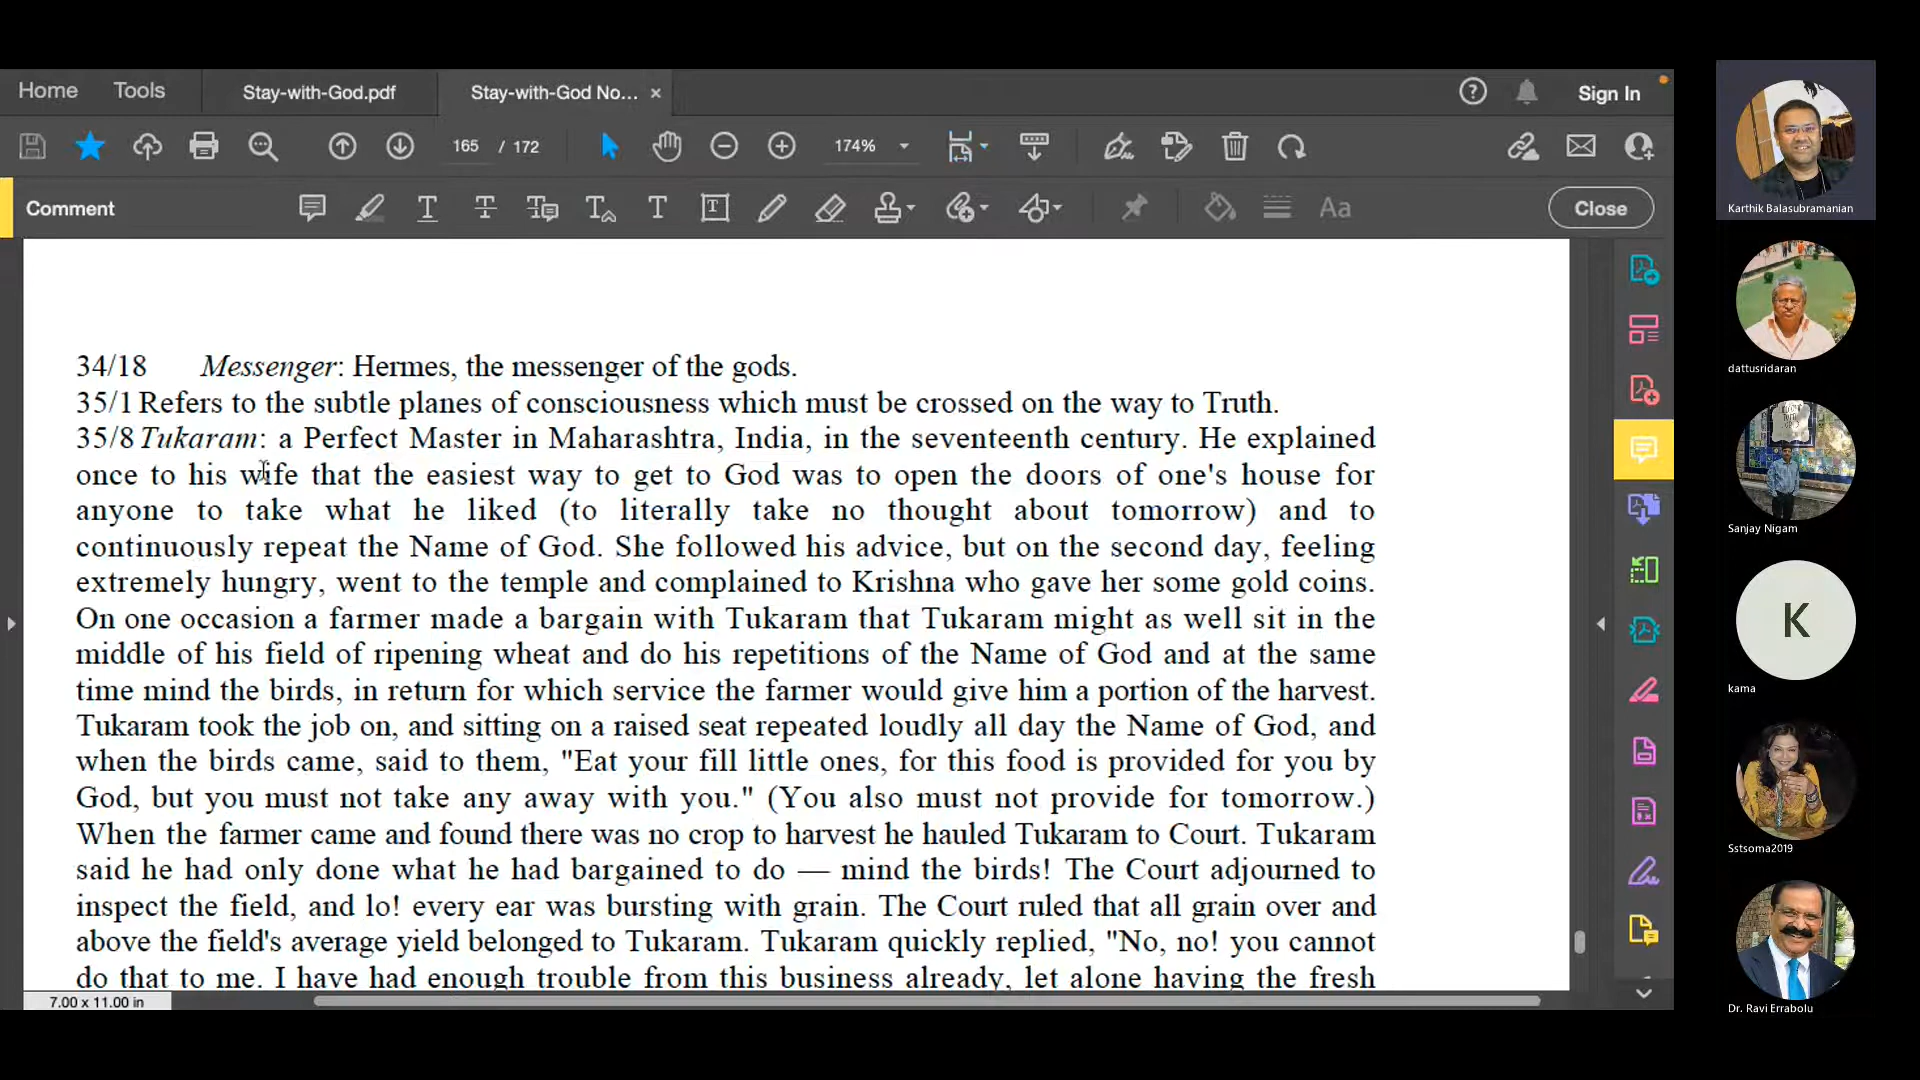 Home
Tools
Stay-with-God.pdf
Stay-with-God No...
Sign In
165 / 172
174%
Comment
Close
34/18 Messenger: Hermes, the messenger of the gods.
35/1 Refers to the subtle planes of consciousness which must be crossed on the way to Truth.
35/8 Tukaram: a Perfect Master in Maharashtra, India, in the seventeenth century. He explained
once to his wife that the easiest way to get to God was to open the doors of one's house for
anyone to take what he liked (to literally take no thought about tomorrow) and to
continuously repeat the Name of God. She followed his advice, but on the second day, feeling
extremely hungry, went to the temple and complained to Krishna who gave her some gold coins.
On one occasion a farmer made a bargain with Tukaram that Tukaram might as well sit in the
middle of his field of ripening wheat and do his repetitions of the Name of God and at the same
time mind the birds, in return for which service the farmer would give him a portion of the harvest.
Tukaram took the job on, and sitting on a raised seat repeated loudly all day the Name of God, and
when the birds came, said to them, "Eat your fill little ones, for this food is provided for you by
God, but you must not take any away with you." (You also must not provide for tomorrow.)
When the farmer came and found there was no crop to harvest he hauled Tukaram to Court. Tukaram
said he had only done what he had bargained to do — mind the birds! The Court adjourned to
inspect the field, and lo! every ear was bursting with grain. The Court ruled that all grain over and
above the field's average yield belonged to Tukaram. Tukaram quickly replied, "No, no! you cannot
do that to me. I have had enough trouble from this business already, let alone having the fresh
7.00 x 11.00 in
Karthik Balasubramanian
dattusridaran
Sanjay Nigam
K
kama
Sstsoma2019
Dr. Ravi Errabolu